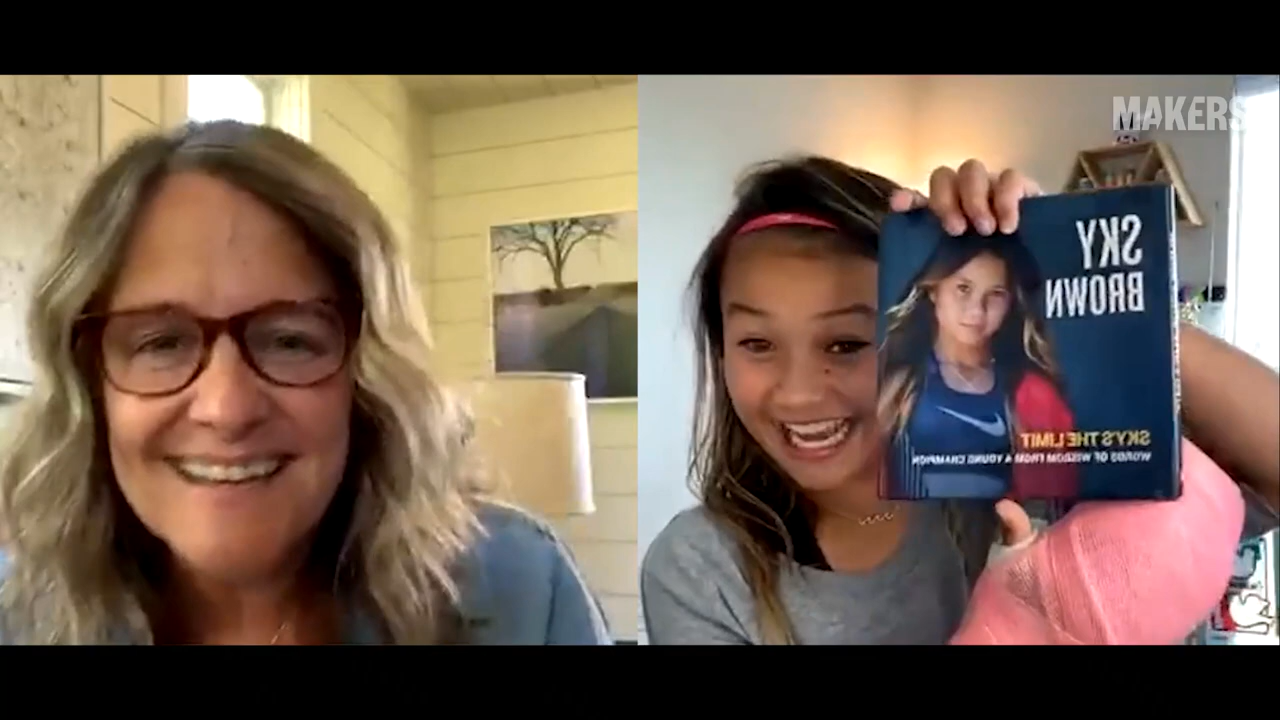 MAKERS
SKY
BROWN
SKY'S THE LIMIT
WORDS OF WISDOM FROM A YOUNG CHAMPION